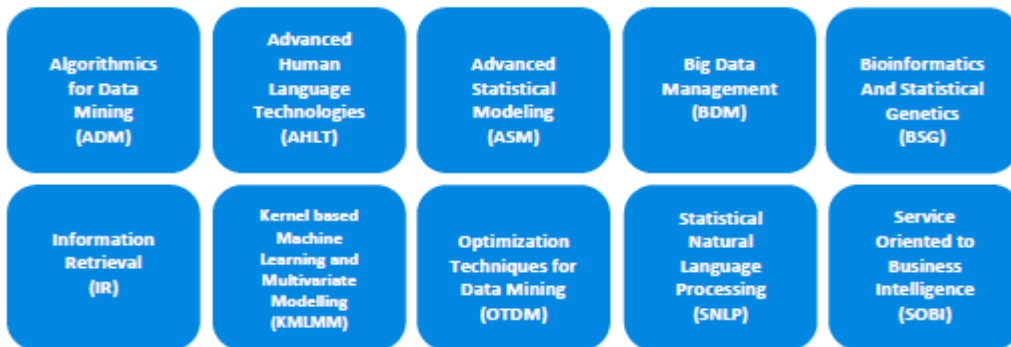 Algorithmics
for Data
Mining
(ADM)
Advanced
Human
Language
Technologies
(AHLT)
Advanced
Statistical
Modeling
(ASM)
Big Data
Management
(BDM)
Bioinformatics
And Statistical
Genetics
(BSG)
Information
Retrieval
(IR)
Kernel based
Machine
Learning and
Multivariate
Modelling
(KMLMM)
Optimization
Techniques for
Data Mining
(OTDM)
Statistical
Natural
Language
Processing
(SNLP)
Service
Oriented to
Business
Intelligence
(SOBI)